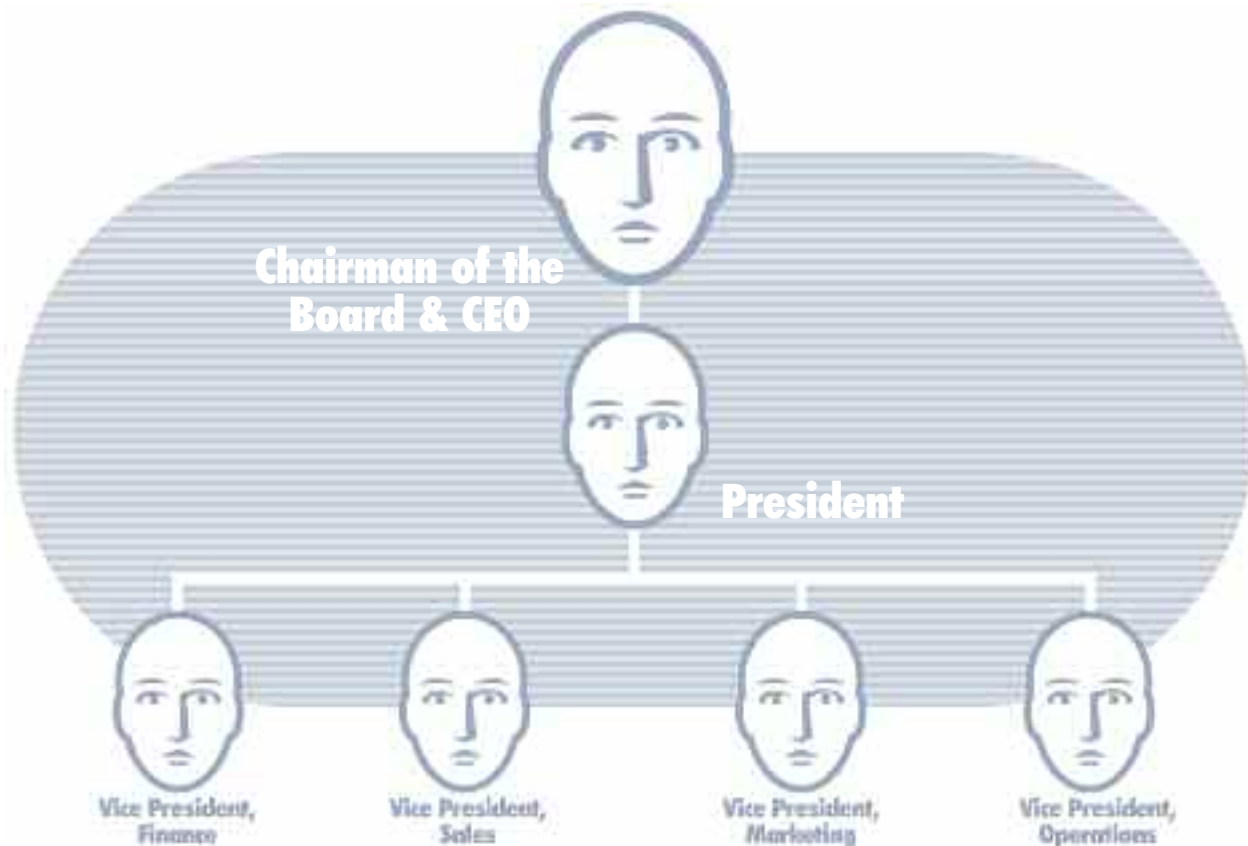 Chairman of the
Board & CEO
President
Vice President,
Finance
Vice President,
Sales
Vice President,
Marketing
Vice President,
Operations